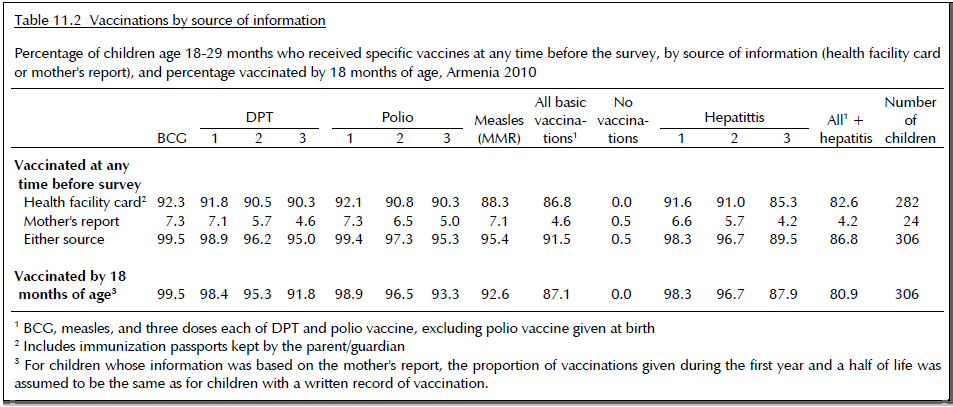 Table 11.2 Vaccinations by source of information
Percentage of children age 18-29 months who received specific vaccines at any time before the survey, by source of information (health facility card
or mother's report), and percentage vaccinated by 18 months of age, Armenia 2010
All basic No Number
DPT Polio Measles vaccina- vaccina- Hepatittis All¹ + of
BCG 1 2 3 1 2 3 (MMR) tions¹ tions 1 2 3 hepatitis children
Vaccinated at any
time before survey
Health facility card² 92.3 91.8 90.5 90.3 92.1 90.8 90.3 88.3 86.8 0.0 91.6 91.0 85.3 82.6 282
Mother's report 7.3 7.1 5.7 4.6 7.3 6.5 5.0 7.1 4.6 0.5 6.6 5.7 4.2 4.2 24
Either source 99.5 98.9 96.2 95.0 99.4 97.3 95.3 95.4 91.5 0.5 98.3 96.7 89.5 86.8 306
Vaccinated by 18
months of age³ 99.5 98.4 95.3 91.8 98.9 96.5 93.3 92.6 87.1 0.0 98.3 96.7 87.9 80.9 306
¹ BCG, measles, and three doses each of DPT and polio vaccine, excluding polio vaccine given at birth
² Includes immunization passports kept by the parent/guardian
³ For children whose information was based on the mother's report, the proportion of vaccinations given during the first year and a half of life was
assumed to be the same as for children with a written record of vaccination.